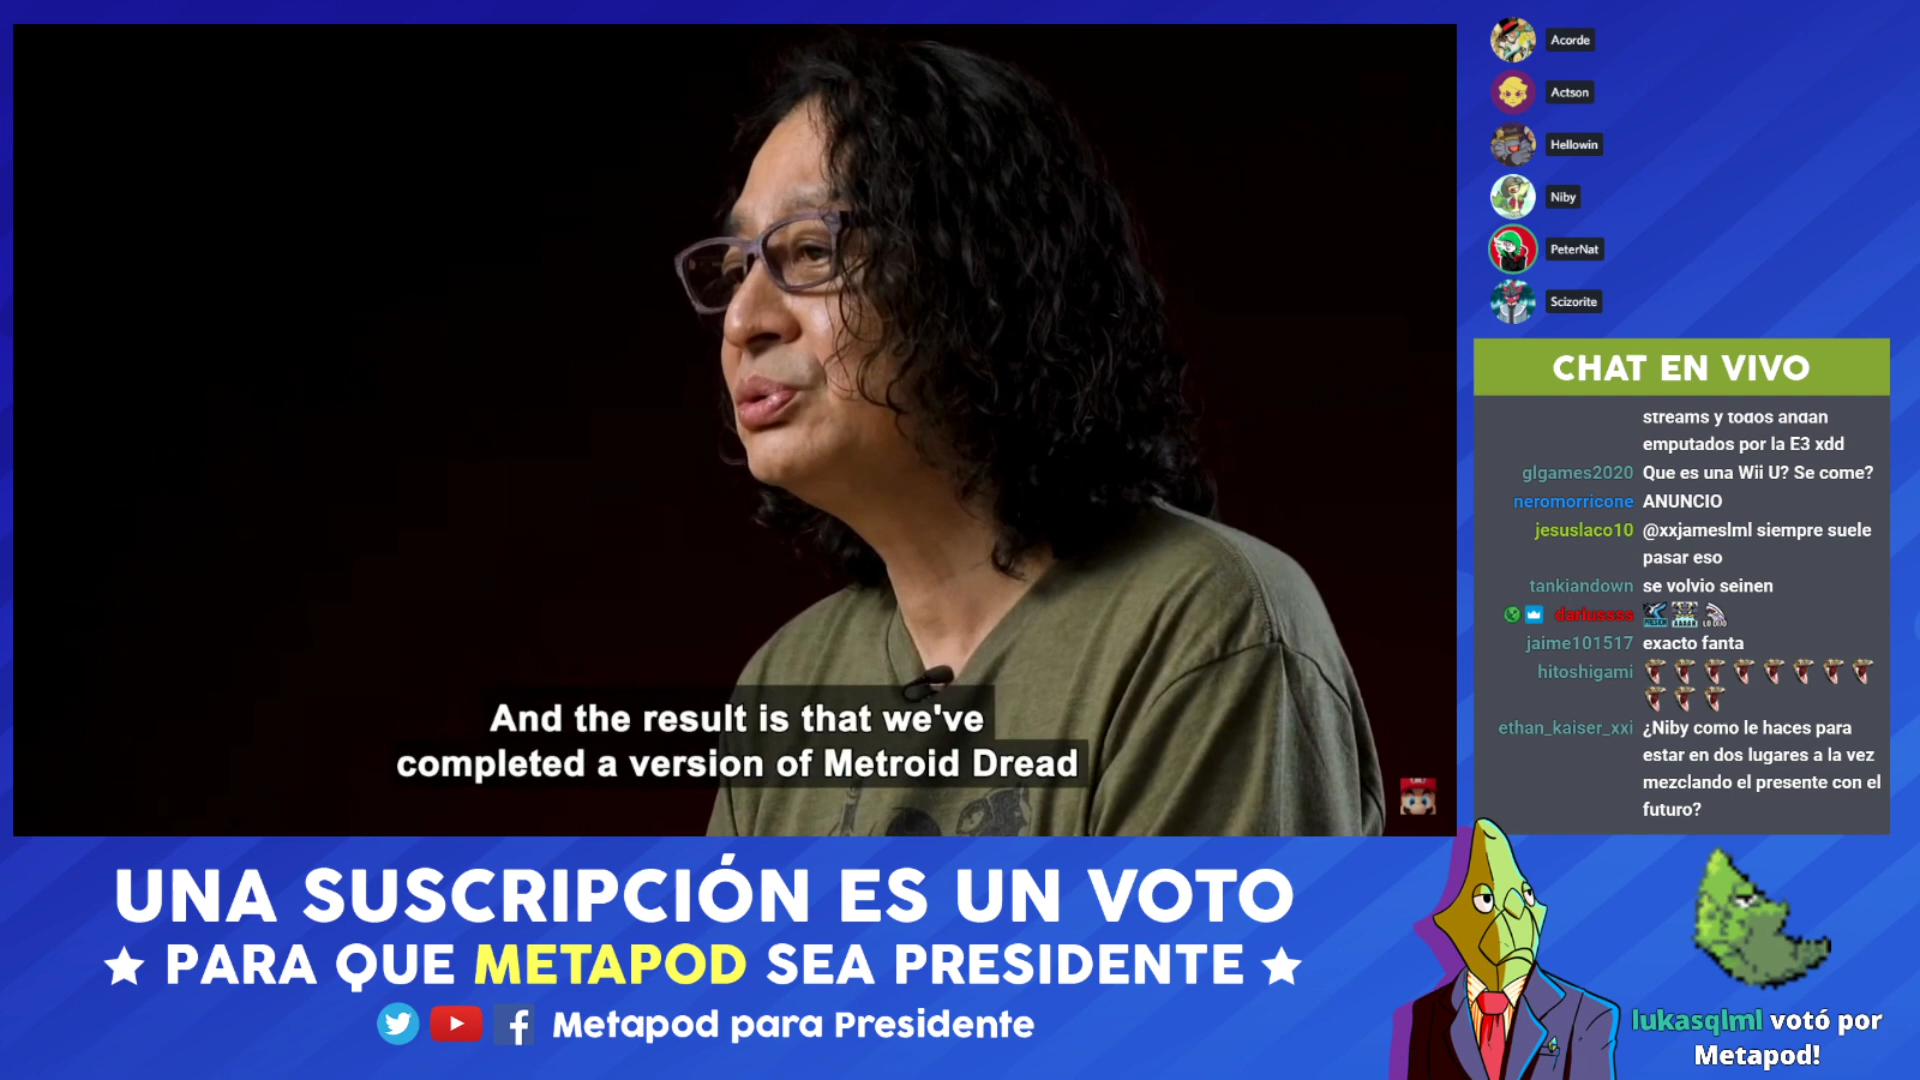 And the result is that we've
completed a version of Metroid Dread
Acorde
Actson
Hellowin
Niby
PeterNat
Scizorite
CHAT EN VIVO
streams y todos andan
emputados por la E3 xdd
glgames2020 Que es una Wii U? Se come?
neromorricone ANUNCIO
jesuslaco10 @xxjameslml siempre suele
pasar eso
tankiandown se volvio seinen
dariussss
jaime101517 exacto fanta
hitoshigami
ethan_kaiser_xxi ¿Niby como le haces para
estar en dos lugares a la vez
mezclando el presente con el
futuro?
UNA SUSCRIPCIÓN ES UN VOTO
★ PARA QUE METAPOD SEA PRESIDENTE ★
Metapod para Presidente
lukasqlml votó por
Metapod!